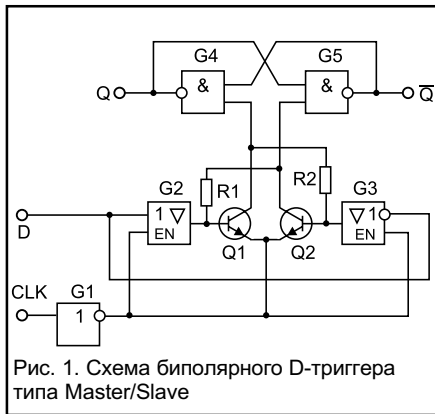 G4 G5
Q & & Q
R1 R2
G2 G3
1 ▽ ▽ 1
D EN Q1 Q2 EN
CLK G1
1
Рис. 1. Схема биполярного D-триггера
типа Master/Slave